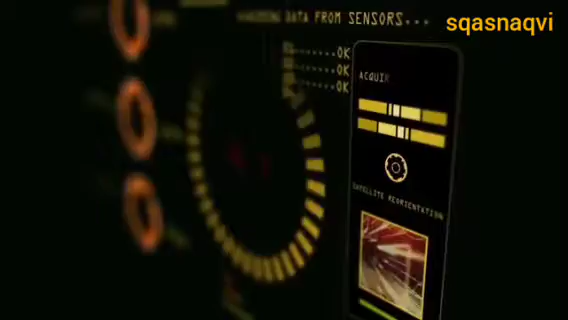 sqasnaqvi
DATA FROM SENSORS...
OK
OK
OK
ACQUIR
SATELLITE REORIENTATION